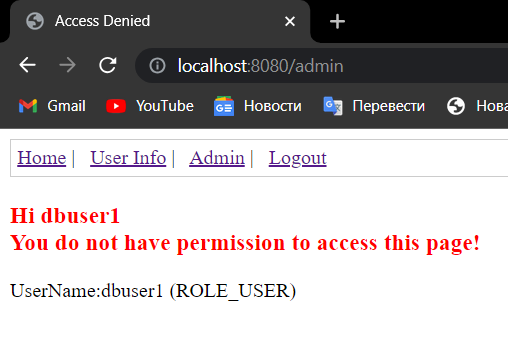 Access Denied
localhost:8080/admin
Gmail YouTube Новости Перевести Нова
Home | User Info | Admin | Logout
Hi dbuser1
You do not have permission to access this page!
UserName:dbuser1 (ROLE_USER)